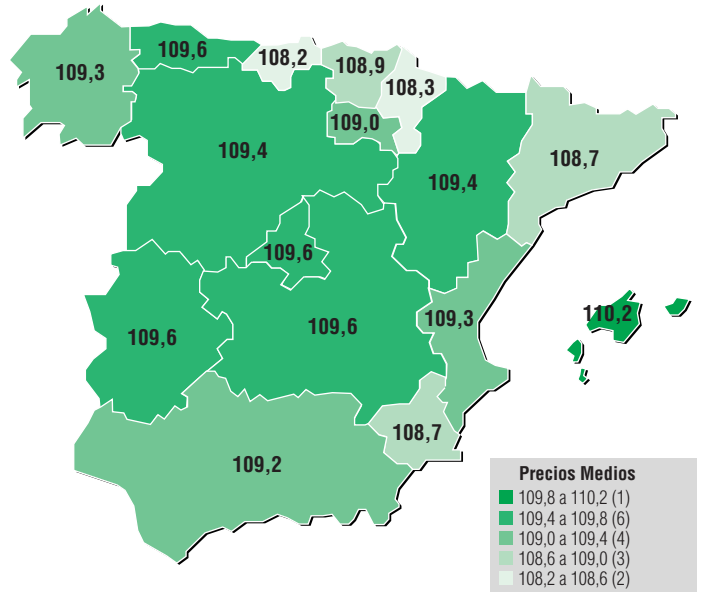 109,6
108,2
108,9
109,3
108,3
109,0
109,4
108,7
109,4
109,6
110,2
109,3
109,6
109,6
108,7
109,2
Precios Medios
109,8 a 110,2 (1)
109,4 a 109,8 (6)
109,0 a 109,4 (4)
108,6 a 109,0 (3)
108,2 a 108,6 (2)